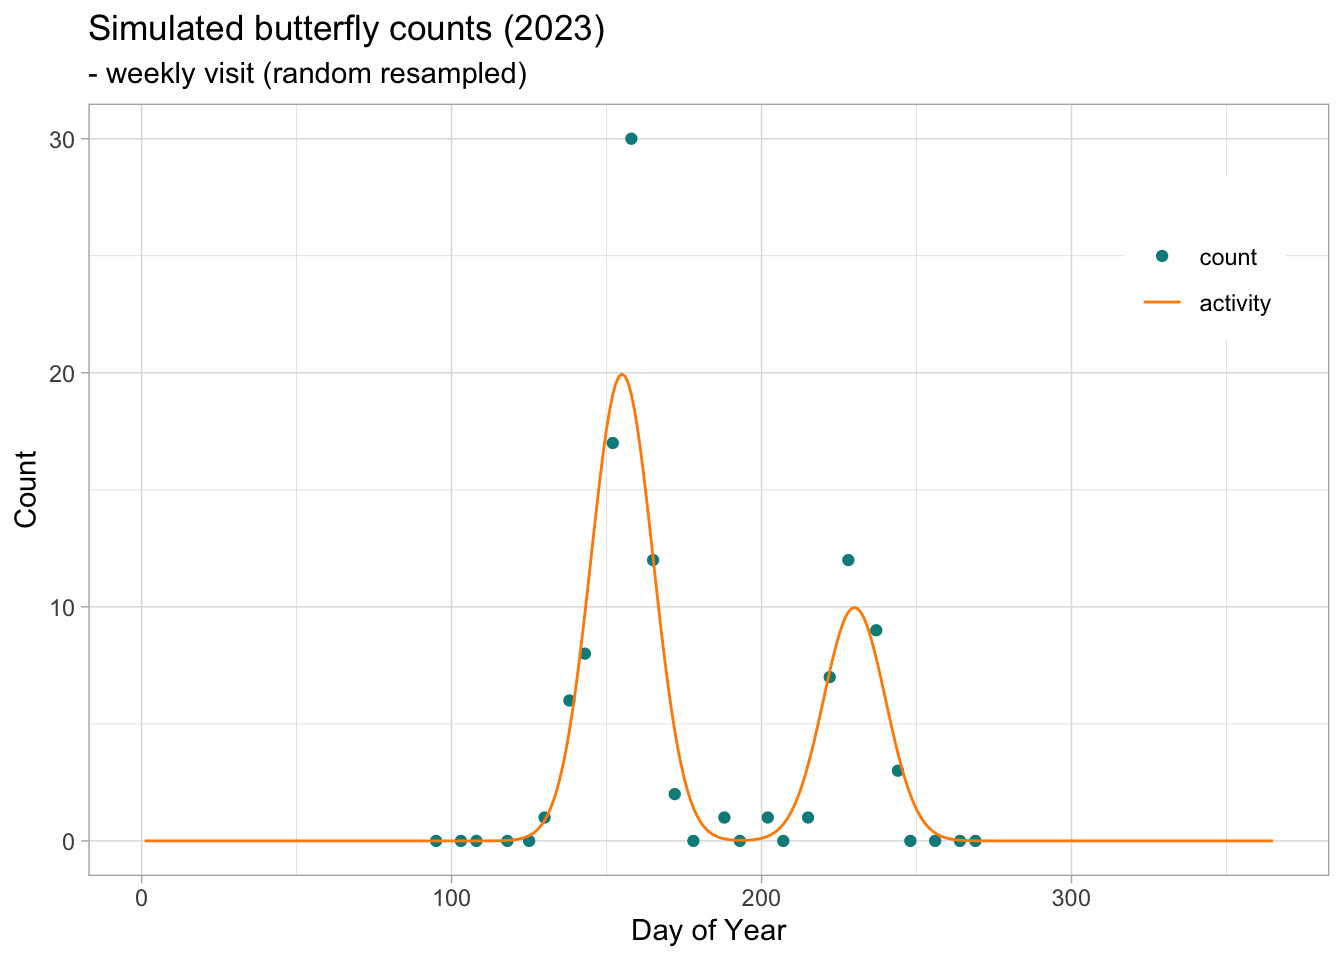 Simulated butterfly counts (2023)
- weekly visit (random resampled)
30
20
10
0
Count
count
activity
0 100 200 300
Day of Year